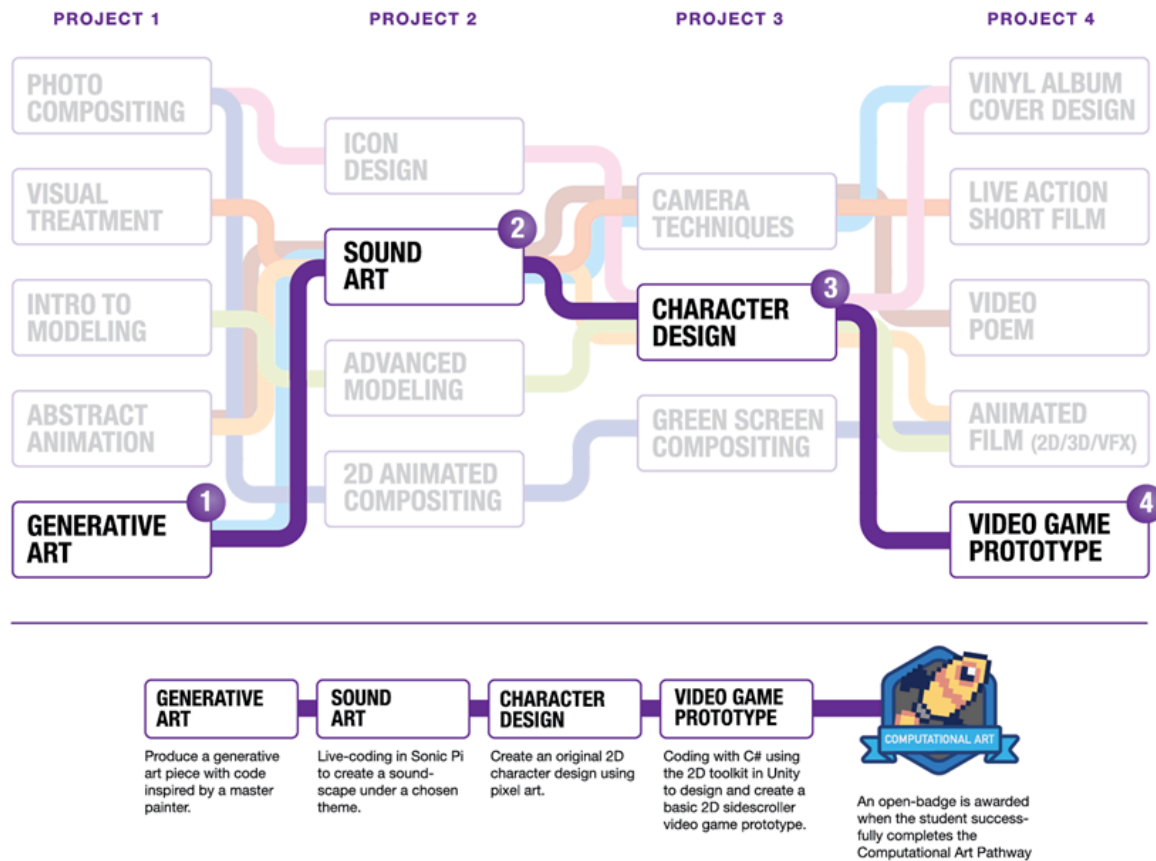 PROJECT 1
PROJECT 2
PROJECT 3
PROJECT 4
PHOTO
COMPOSITING
VISUAL
TREATMENT
INTRO TO
MODELING
ABSTRACT
ANIMATION
1
GENERATIVE
ART
ICON
DESIGN
2
SOUND
ART
ADVANCED
MODELING
2D ANIMATED
COMPOSITING
CAMERA
TECHNIQUES
3
CHARACTER
DESIGN
GREEN SCREEN
COMPOSITING
VINYL ALBUM
COVER DESIGN
LIVE ACTION
SHORT FILM
VIDEO
POEM
ANIMATED
FILM (2D/3D/VFX)
4
VIDEO GAME
PROTOTYPE
GENERATIVE
ART
Produce a generative
art piece with code
inspired by a master
painter.
SOUND
ART
Live-coding in Sonic Pi
to create a sound-
scape under a chosen
theme.
CHARACTER
DESIGN
Create an original 2D
character design using
pixel art.
VIDEO GAME
PROTOTYPE
Coding with C# using
the 2D toolkit in Unity
to design and create a
basic 2D sidescroller
video game prototype.
COMPUTATIONAL ART
An open-badge is awarded
when the student success-
fully completes the
Computational Art Pathway